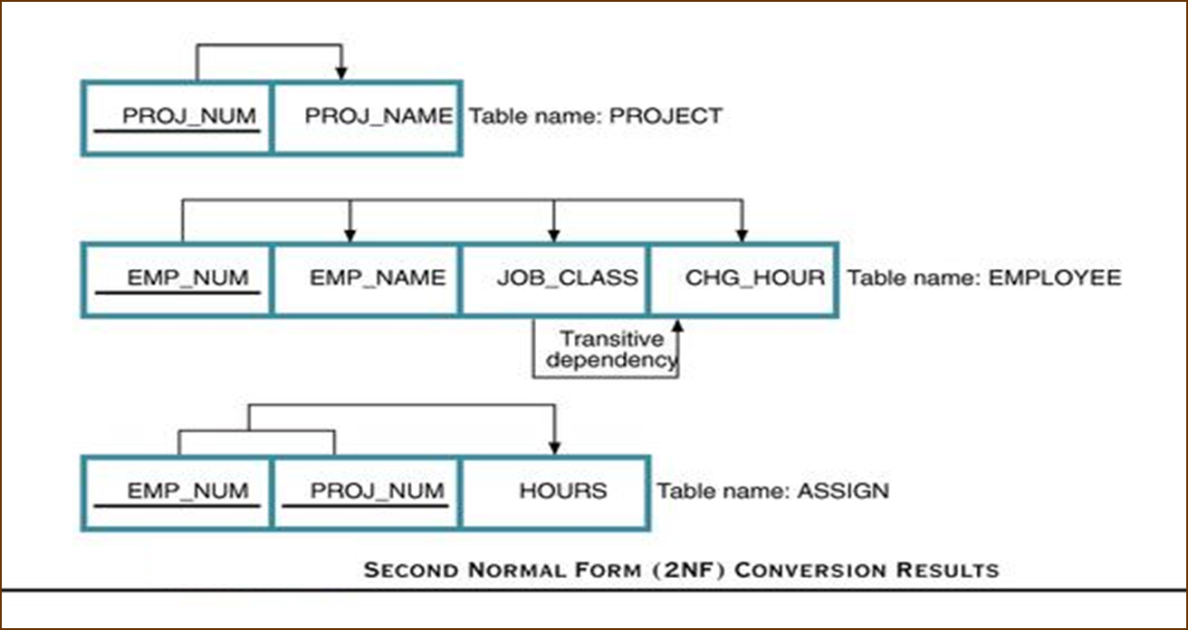 PROJ_NUM PROJ_NAME Table name: PROJECT
EMP_NUM EMP_NAME JOB_CLASS CHG_HOUR Table name: EMPLOYEE
Transitive
dependency
EMP_NUM PROJ_NUM HOURS Table name: ASSIGN
SECOND NORMAL FORM (2NF) CONVERSION RESULTS